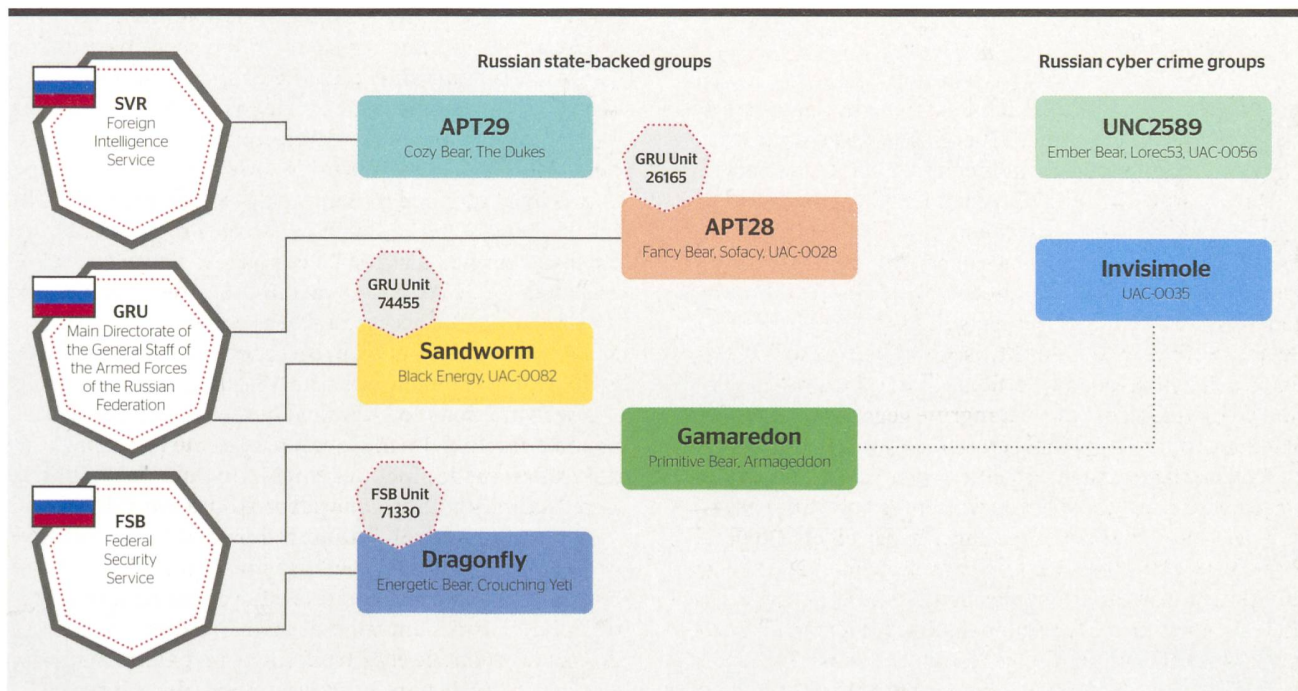 Russian state-backed groups
Russian cyber crime groups
SVR
Foreign
Intelligence
Service
APT29
Cozy Bear, The Dukes
UNC2589
Ember Bear, Lorec53, UAC-0056
GRU Unit
26165
APT28
Fancy Bear, Sofacy, UAC-0028
Invisimole
UAC-0035
GRU
Main Directorate of
the General Staff of
the Armed Forces
of the Russian
Federation
GRU Unit
74455
Sandworm
Black Energy, UAC-0082
Gamaredon
Primitive Bear, Armageddon
FSB
Federal
Security
Service
FSB Unit
71330
Dragonfly
Energetic Bear, Crouching Yeti